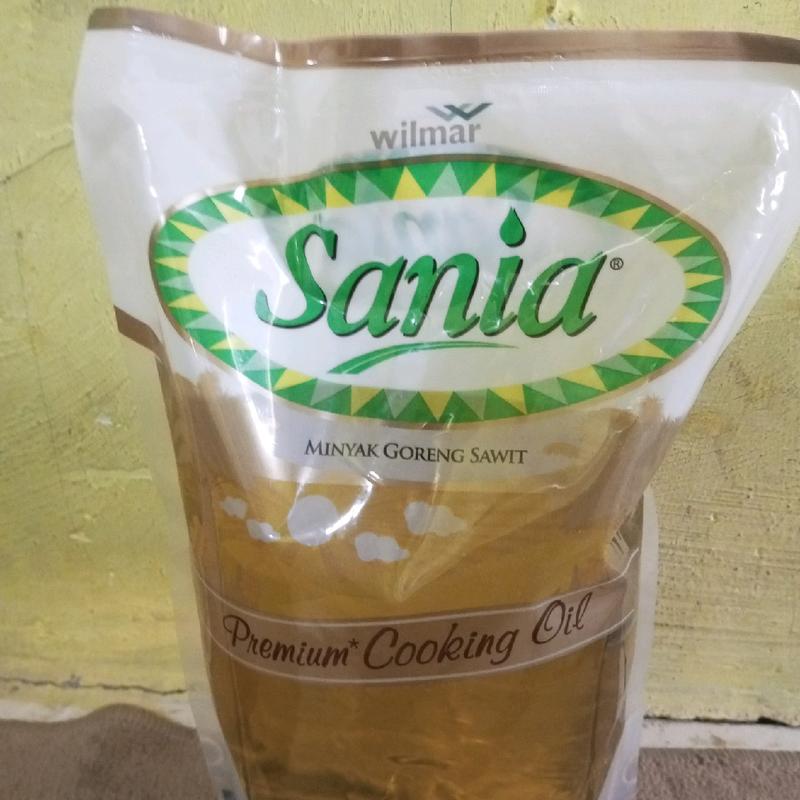 wilmar
Sania®
MINYAK GORENG SAWIT
Premium* Cooking Oil